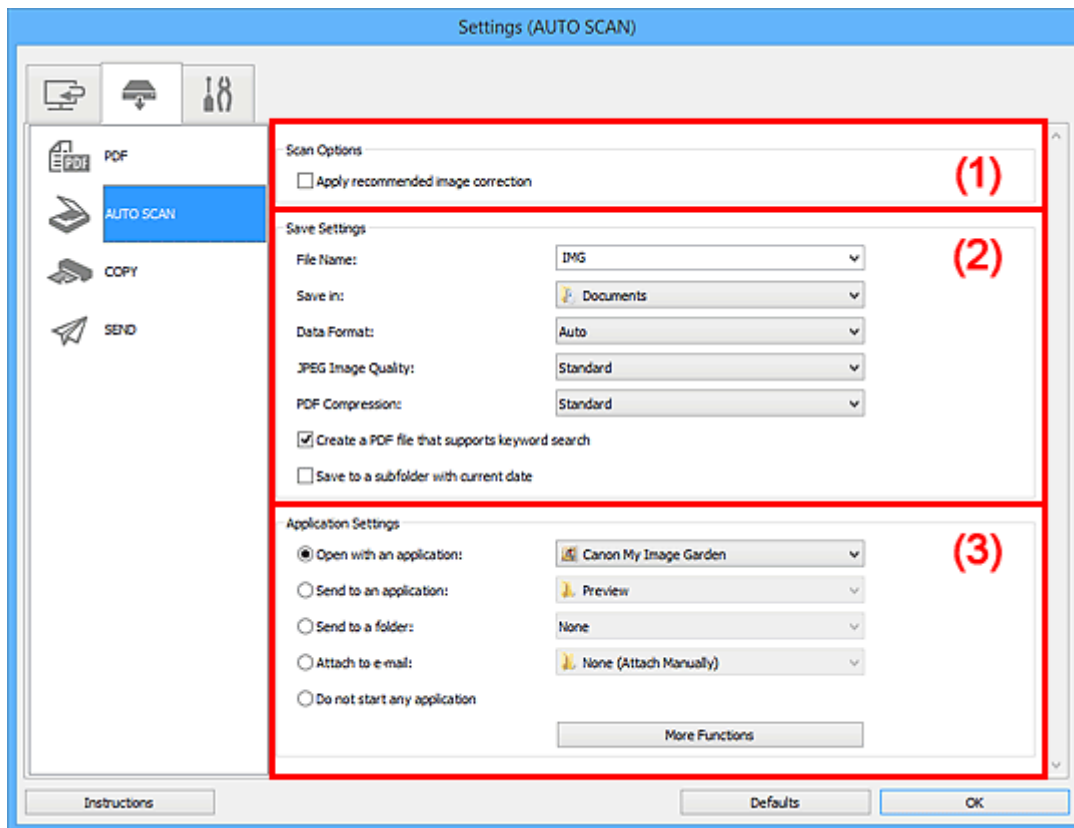 Settings (AUTO SCAN)
PDF
PDF
AUTO SCAN
COPY
SEND
Scan Options
Apply recommended image correction
(1)
Save Settings
(2)
File Name: IMG
Save in: Documents
Data Format: Auto
JPEG Image Quality: Standard
PDF Compression: Standard
Create a PDF file that supports keyword search
Save to a subfolder with current date
Application Settings
(3)
Open with an application: Canon My Image Garden
Send to an application: Preview
Send to a folder: None
Attach to e-mail: None (Attach Manually)
Do not start any application
More Functions
Instructions Defaults OK